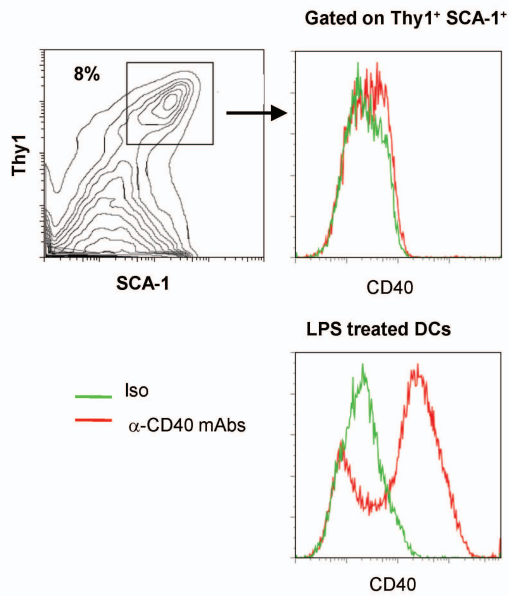 Gated on Thy1⁺ SCA-1⁺
8%
Thy1
SCA-1
CD40
LPS treated DCs
Iso
α-CD40 mAbs
CD40